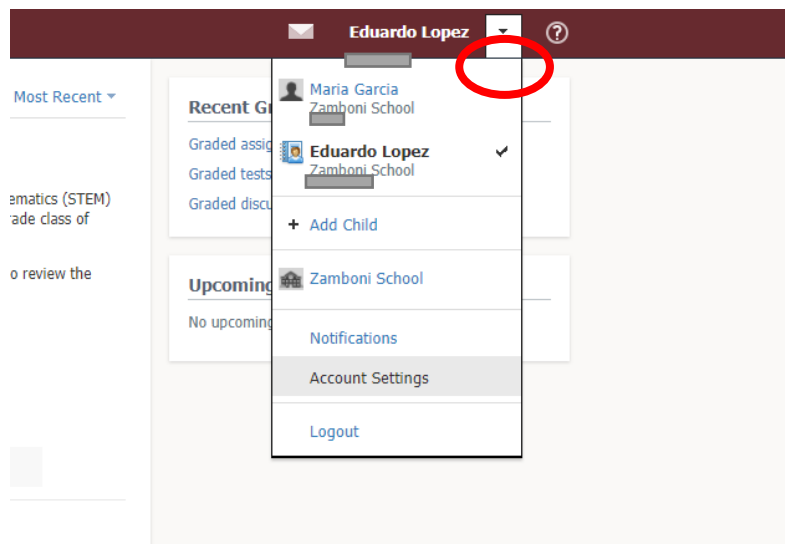 Eduardo Lopez
Most Recent
Maria Garcia
Zamboni School
Recent Gr
Graded assig
Eduardo Lopez
Zamboni School
Graded tests
ematics (STEM)
rade class of
Graded discu
+ Add Child
o review the
Upcoming
Zamboni School
No upcoming
Notifications
Account Settings
Logout